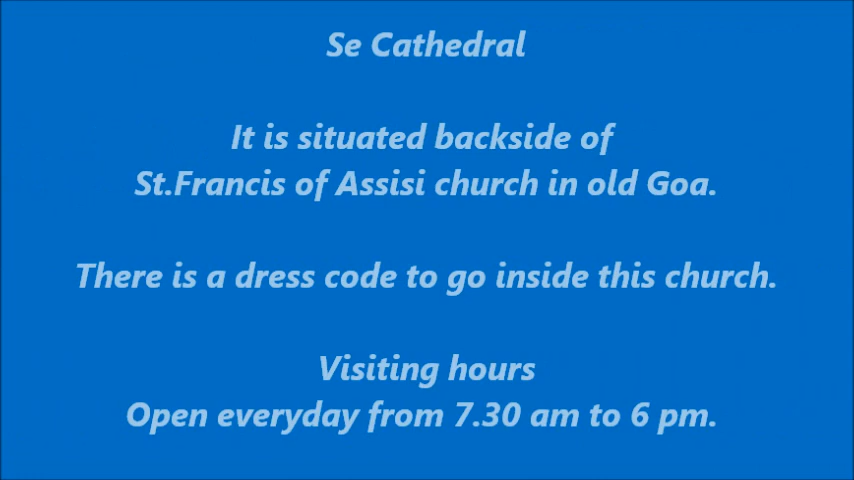 Se Cathedral
It is situated backside of
St.Francis of Assisi church in old Goa.
There is a dress code to go inside this church.
Visiting hours
Open everyday from 7.30 am to 6 pm.